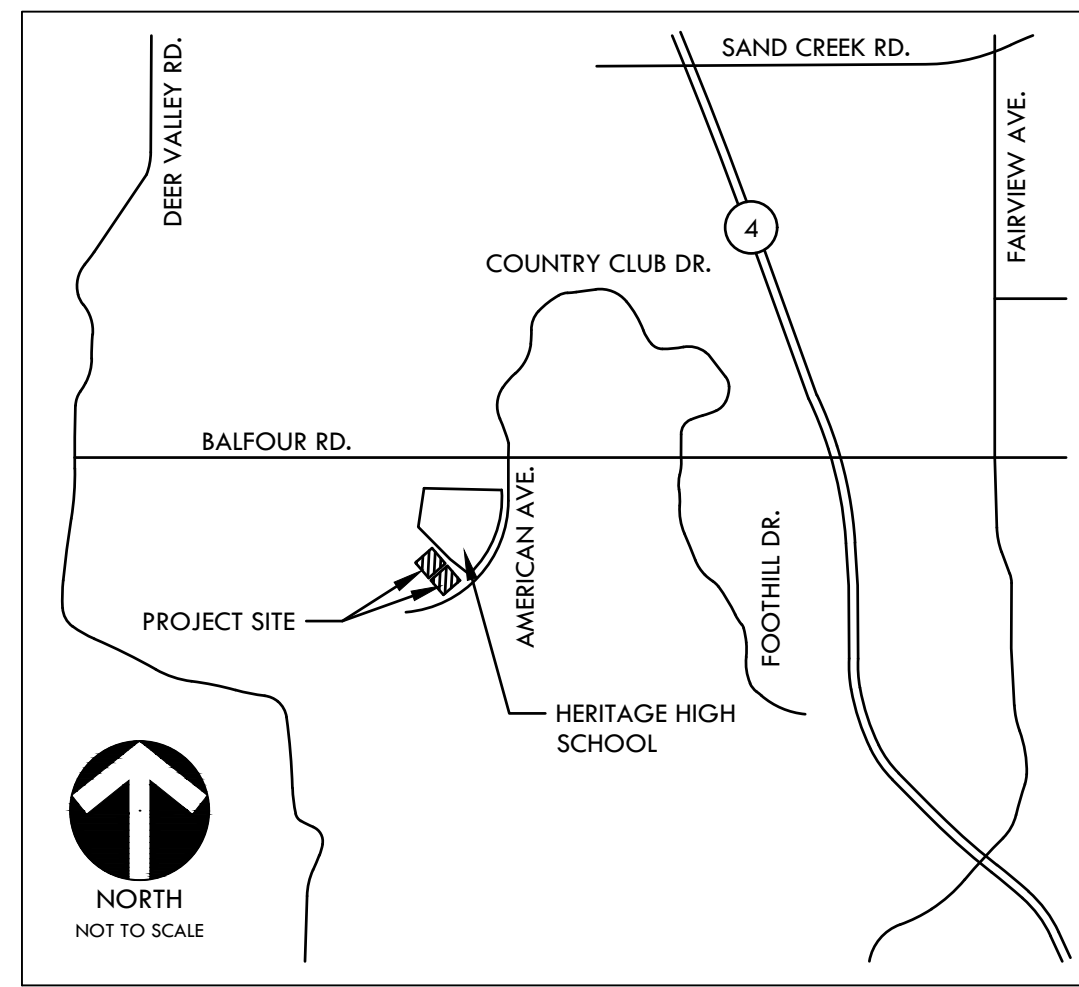 SAND CREEK RD.
DEER VALLEY RD.
FAIRVIEW AVE.
4
COUNTRY CLUB DR.
BALFOUR RD.
AMERICAN AVE.
FOOTHILL DR.
PROJECT SITE
HERITAGE HIGH
SCHOOL
NORTH
NOT TO SCALE